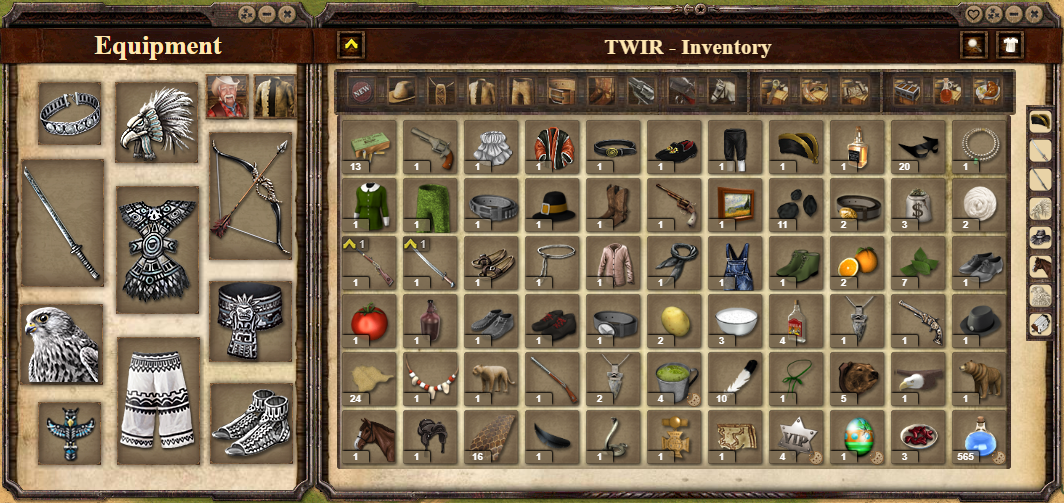 Equipment
TWIR - Inventory
NEW
13 1 1 1 1 1 1 1 1 20 1
1 1 1 1 1 1 1 11 2 3 2
1 1
1 1 1 1 1 1 1 1 2 7 1
1 1 1 1 1 2 3 4 1 1 1
24 1 1 1 2 4 10 1 5 1 1
VIP
1 1 16 1 1 1 1 4 1 3 565